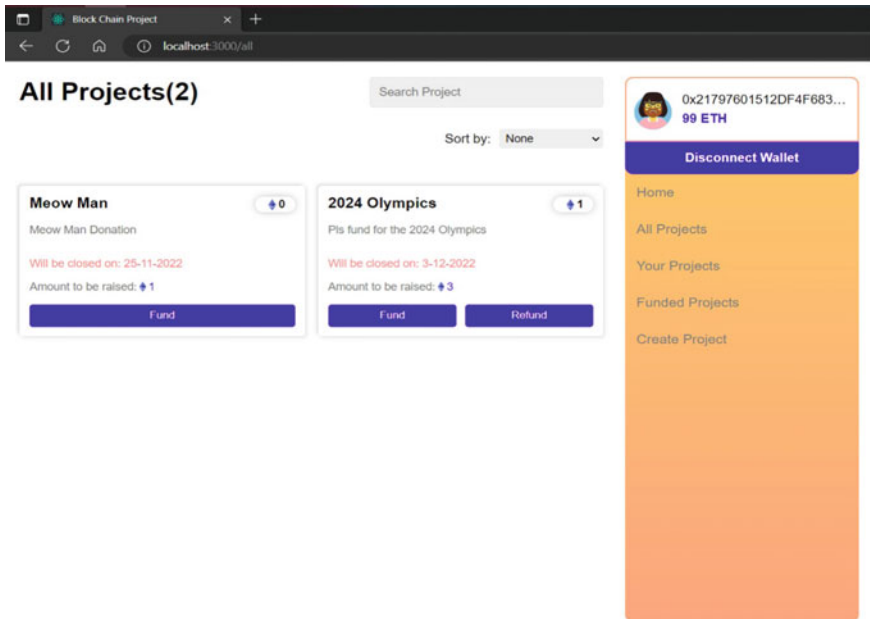 Block Chain Project
localhost:3000/all
All Projects(2)
Search Project
Sort by: None
Meow Man
0
Meow Man Donation
Will be closed on: 25-11-2022
Amount to be raised: 1
Fund
2024 Olympics
1
Pls fund for the 2024 Olympics
Will be closed on: 3-12-2022
Amount to be raised: 3
Fund
Refund
0x21797601512DF4F683...
99 ETH
Disconnect Wallet
Home
All Projects
Your Projects
Funded Projects
Create Project